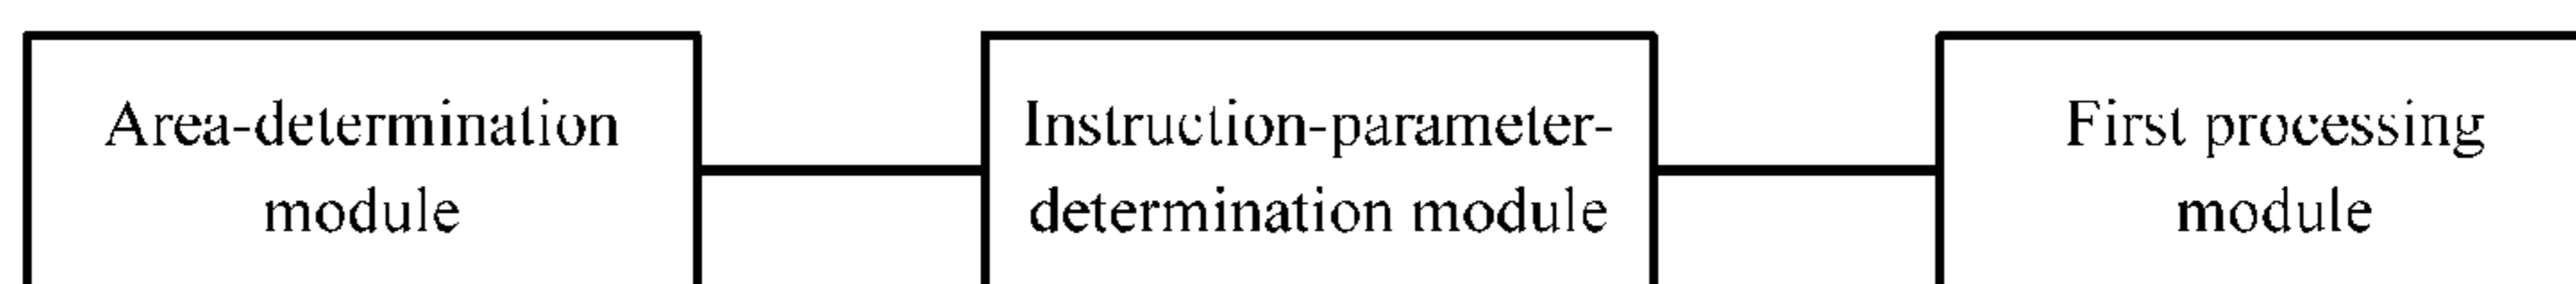 Area-determination
module
Instruction-parameter-
determination module
First processing
module